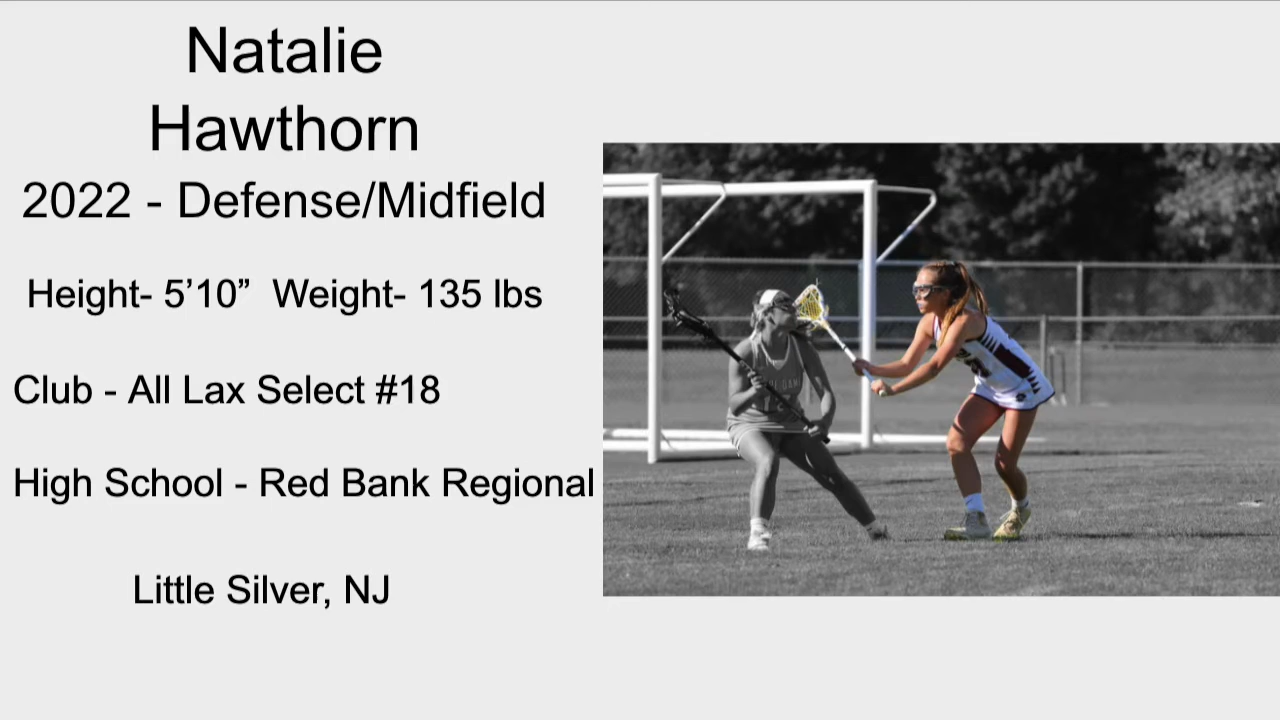 Natalie
Hawthorn
2022 - Defense/Midfield
Height- 5’10” Weight- 135 lbs
Club - All Lax Select #18
High School - Red Bank Regional
Little Silver, NJ